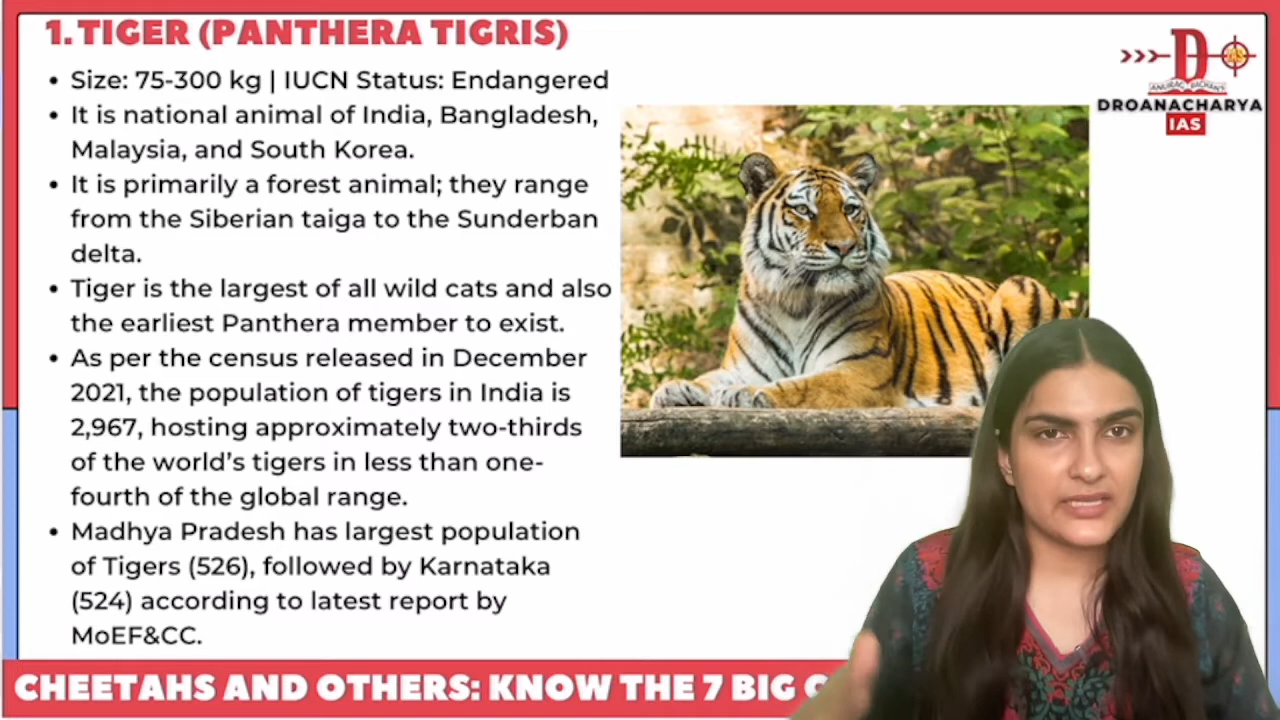 1. TIGER (PANTHERA TIGRIS)
• Size: 75-300 kg | IUCN Status: Endangered
• It is national animal of India, Bangladesh,
Malaysia, and South Korea.
• It is primarily a forest animal; they range
from the Siberian taiga to the Sunderban
delta.
• Tiger is the largest of all wild cats and also
the earliest Panthera member to exist.
• As per the census released in December
2021, the population of tigers in India is
2,967, hosting approximately two-thirds
of the world's tigers in less than one-
fourth of the global range.
• Madhya Pradesh has largest population
of Tigers (526), followed by Karnataka
(524) according to latest report by
MoEF&CC.
D
IAS
DROANACHARYA
IAS
CHEETAHS AND OTHERS: KNOW THE 7 BIG